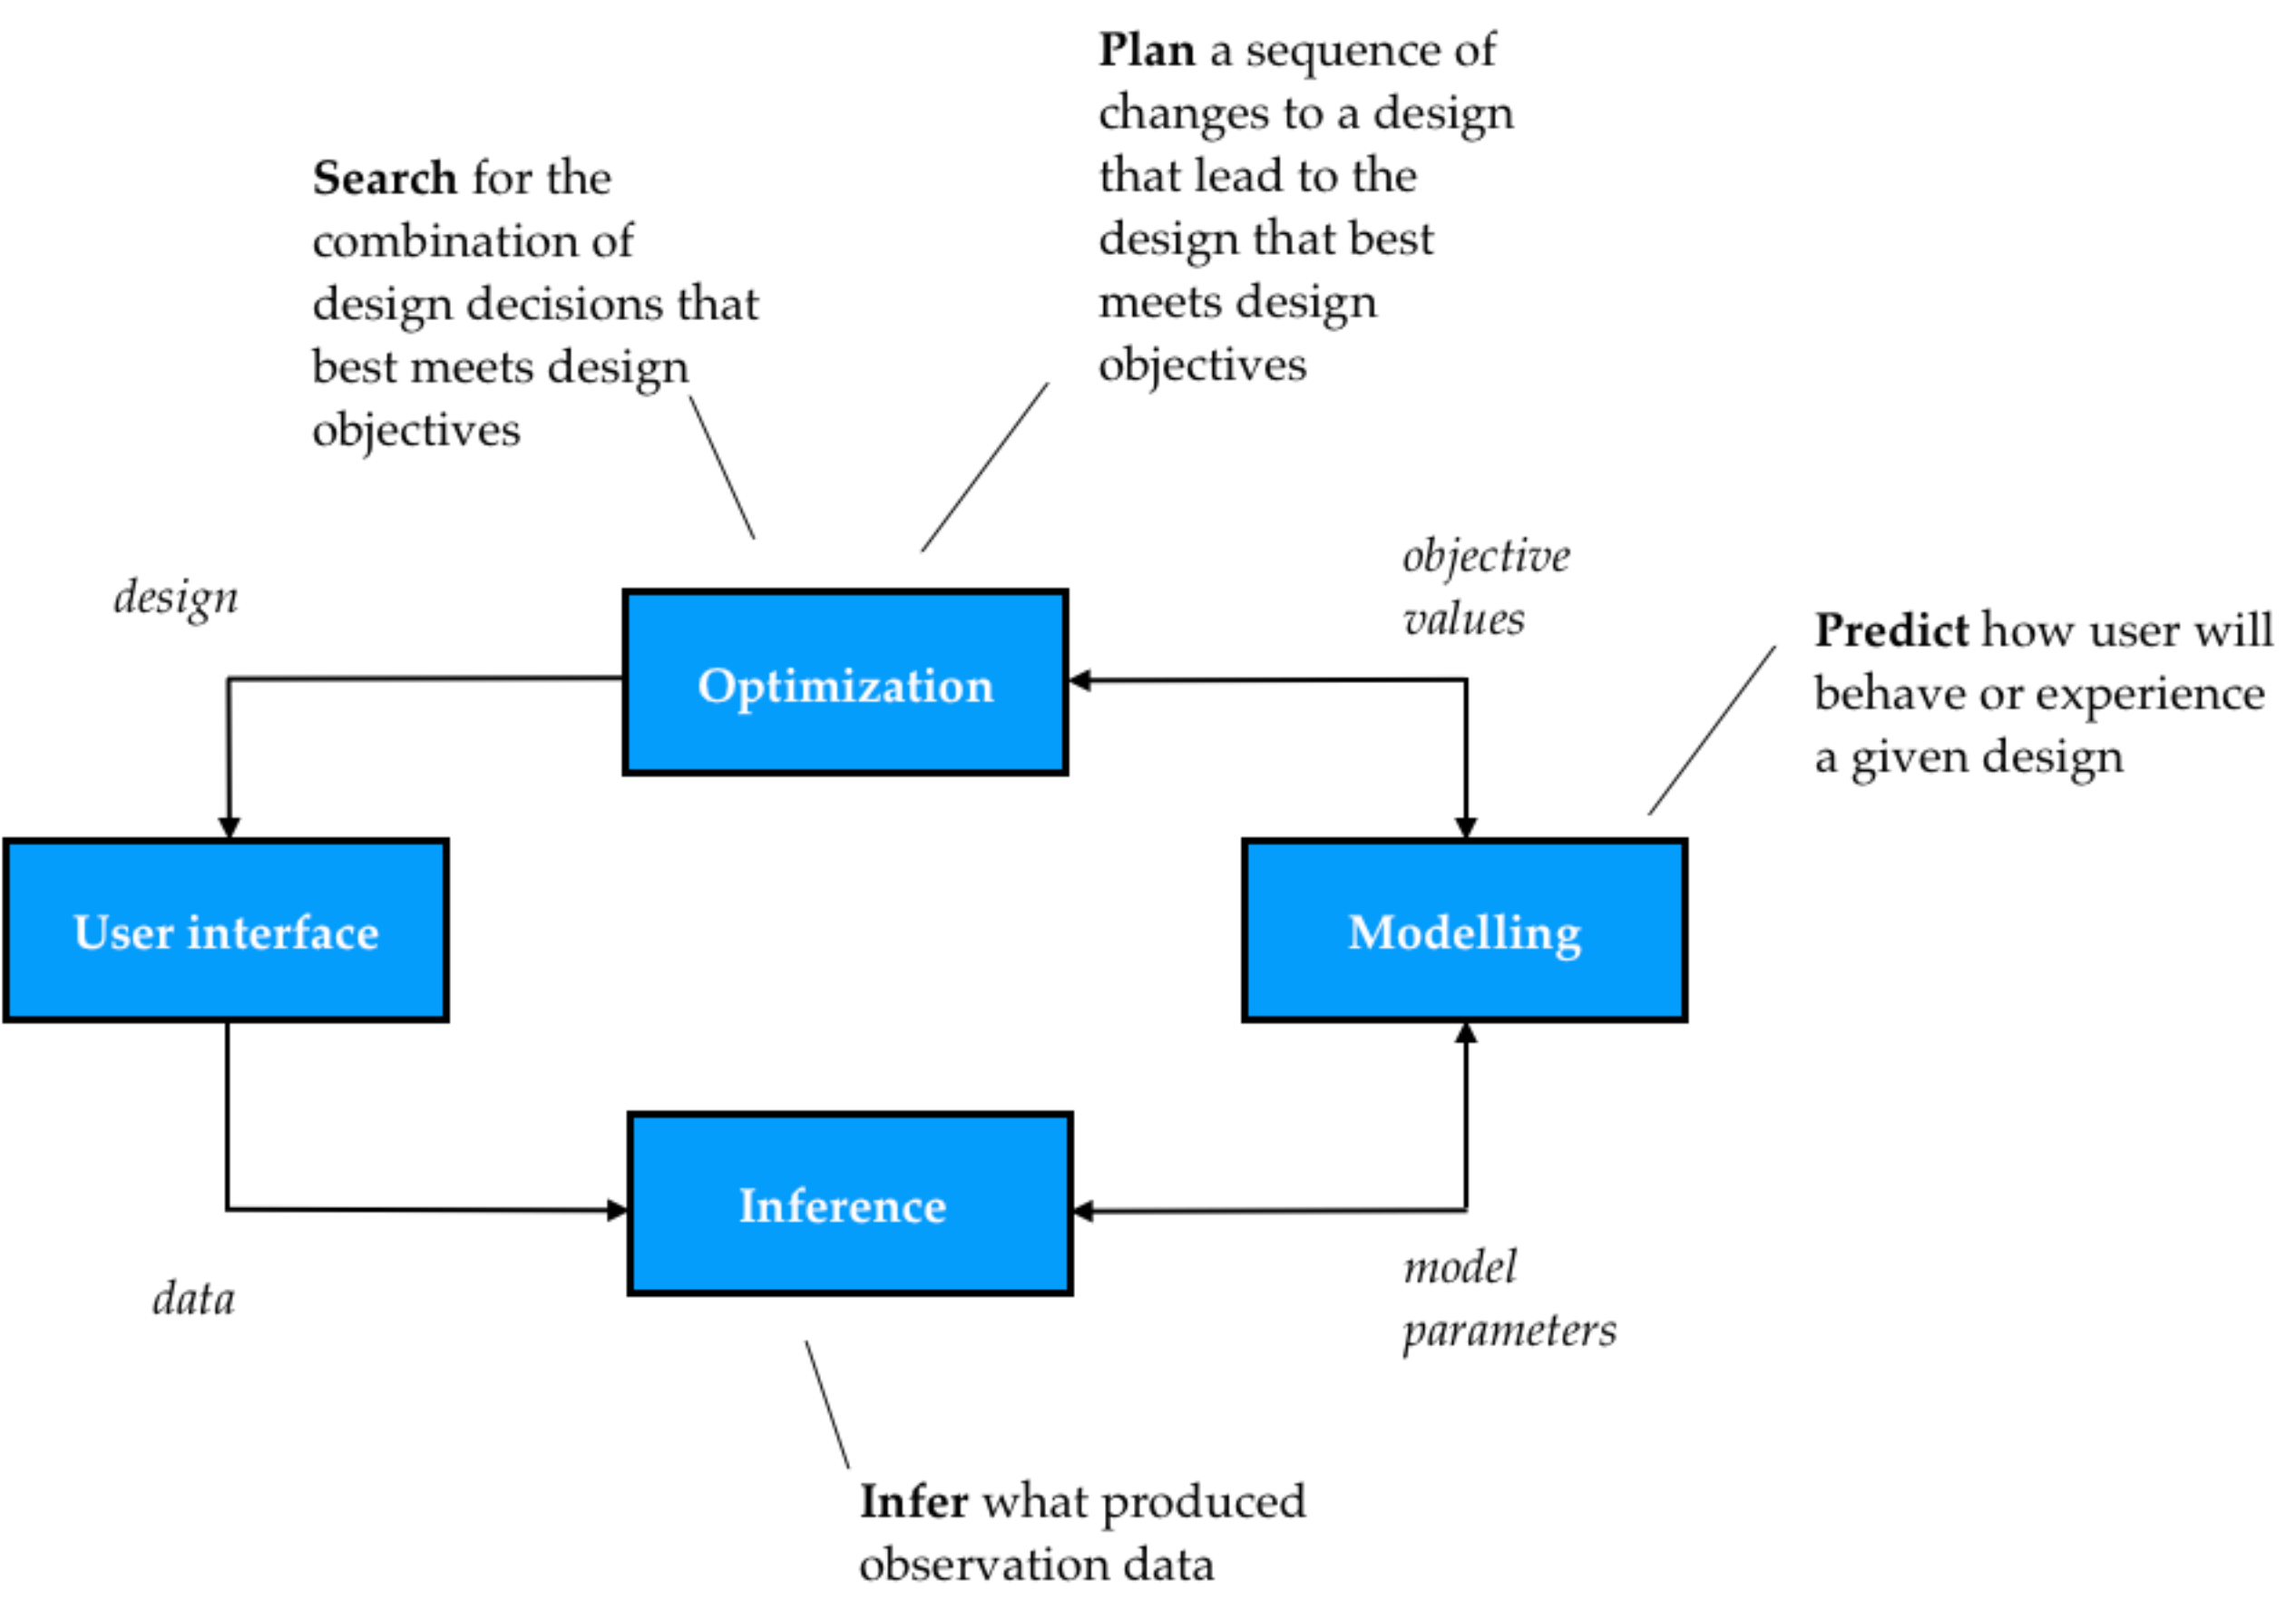 Plan a sequence of
changes to a design
that lead to the
design that best
meets design
objectives
Search for the
combination of
design decisions that
best meets design
objectives
design
objective
values
Predict how user will
behave or experience
a given design
Optimization
User interface
Modelling
Inference
data
model
parameters
Infer what produced
observation data